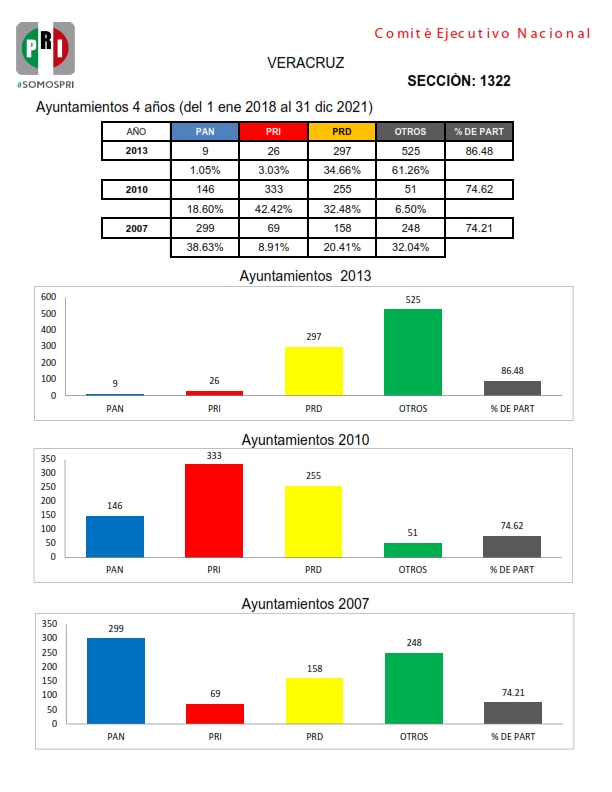 Comité Ejecutivo Nacional
PRI
#SOMOSPRI
VERACRUZ
SECCIÒN: 1322
Ayuntamientos 4 años (del 1 ene 2018 al 31 dic 2021)
AÑO PAN PRI PRD OTROS % DE PART
2013 9 26 297 525 86.48
1.05% 3.03% 34.66% 61.26%
2010 146 333 255 51 74.62
18.60% 42.42% 32.48% 6.50%
2007 299 69 158 248 74.21
38.63% 8.91% 20.41% 32.04%
Ayuntamientos 2013
600
500
400
300
200
100
0
9 26 297 525 86.48
PAN PRI PRD OTROS % DE PART
Ayuntamientos 2010
350
300
250
200
150
100
50
0
146 333 255 51 74.62
PAN PRI PRD OTROS % DE PART
Ayuntamientos 2007
350
300
250
200
150
100
50
0
299 69 158 248 74.21
PAN PRI PRD OTROS % DE PART